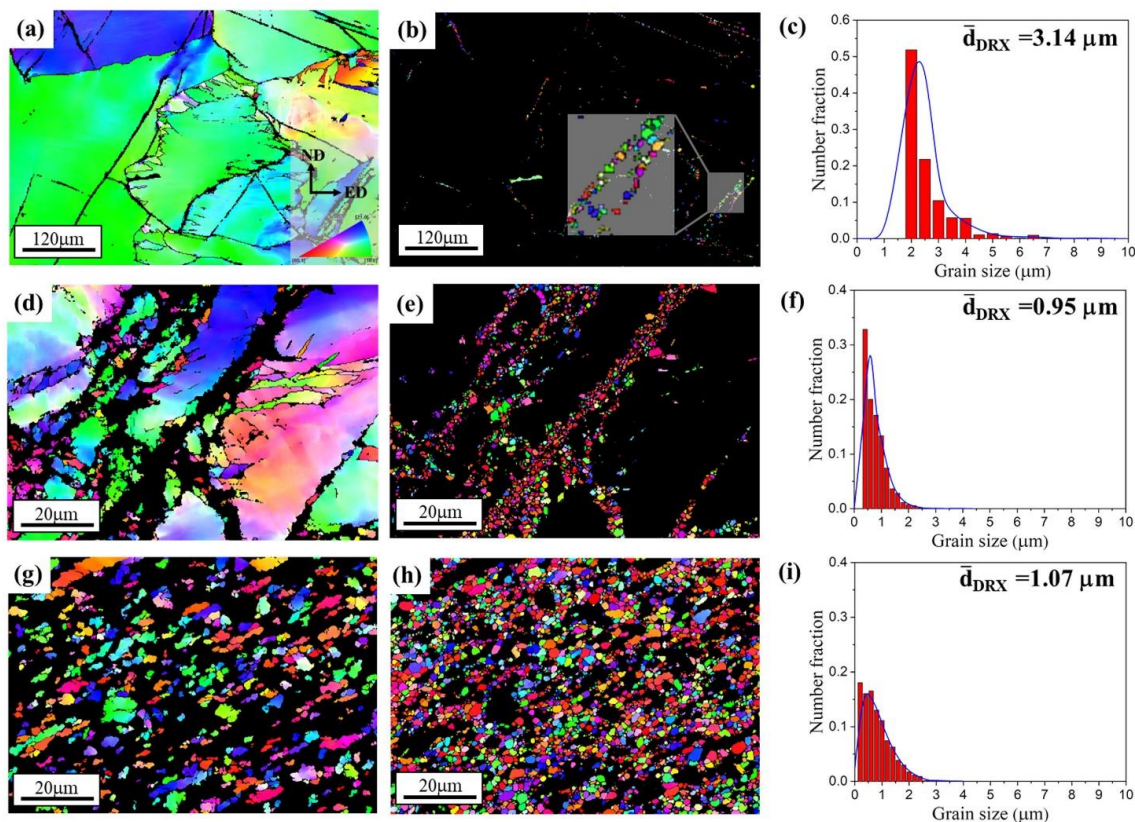 (a)
ND
ED
120μm
(b)
120μm
(c)
d̄DRX =3.14 μm
Number fraction
0.6
0.5
0.4
0.3
0.2
0.1
0.0
0 1 2 3 4 5 6 7 8 9 10
Grain size (μm)
(d)
20μm
(e)
20μm
(f)
d̄DRX =0.95 μm
Number fraction
0.4
0.3
0.2
0.1
0.0
0 1 2 3 4 5 6 7 8 9 10
Grain size (μm)
(g)
20μm
(h)
20μm
(i)
d̄DRX =1.07 μm
Number fraction
0.4
0.3
0.2
0.1
0.0
0 1 2 3 4 5 6 7 8 9 10
Grain size (μm)